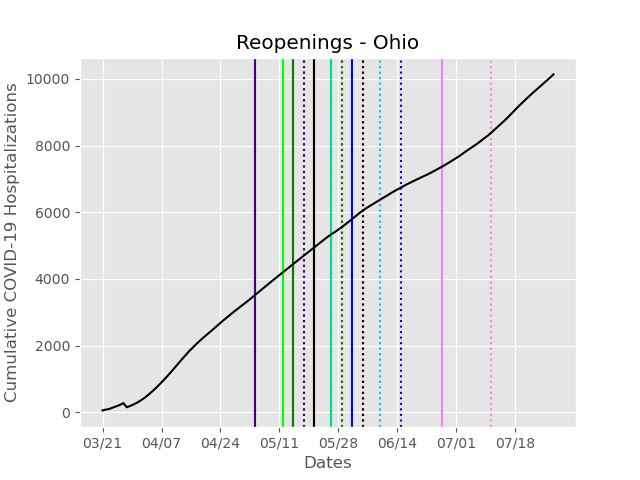 Reopenings - Ohio
Cumulative COVID-19 Hospitalizations
10000
8000
6000
4000
2000
0
03/21 04/07 04/24 05/11 05/28 06/14 07/01 07/18
Dates